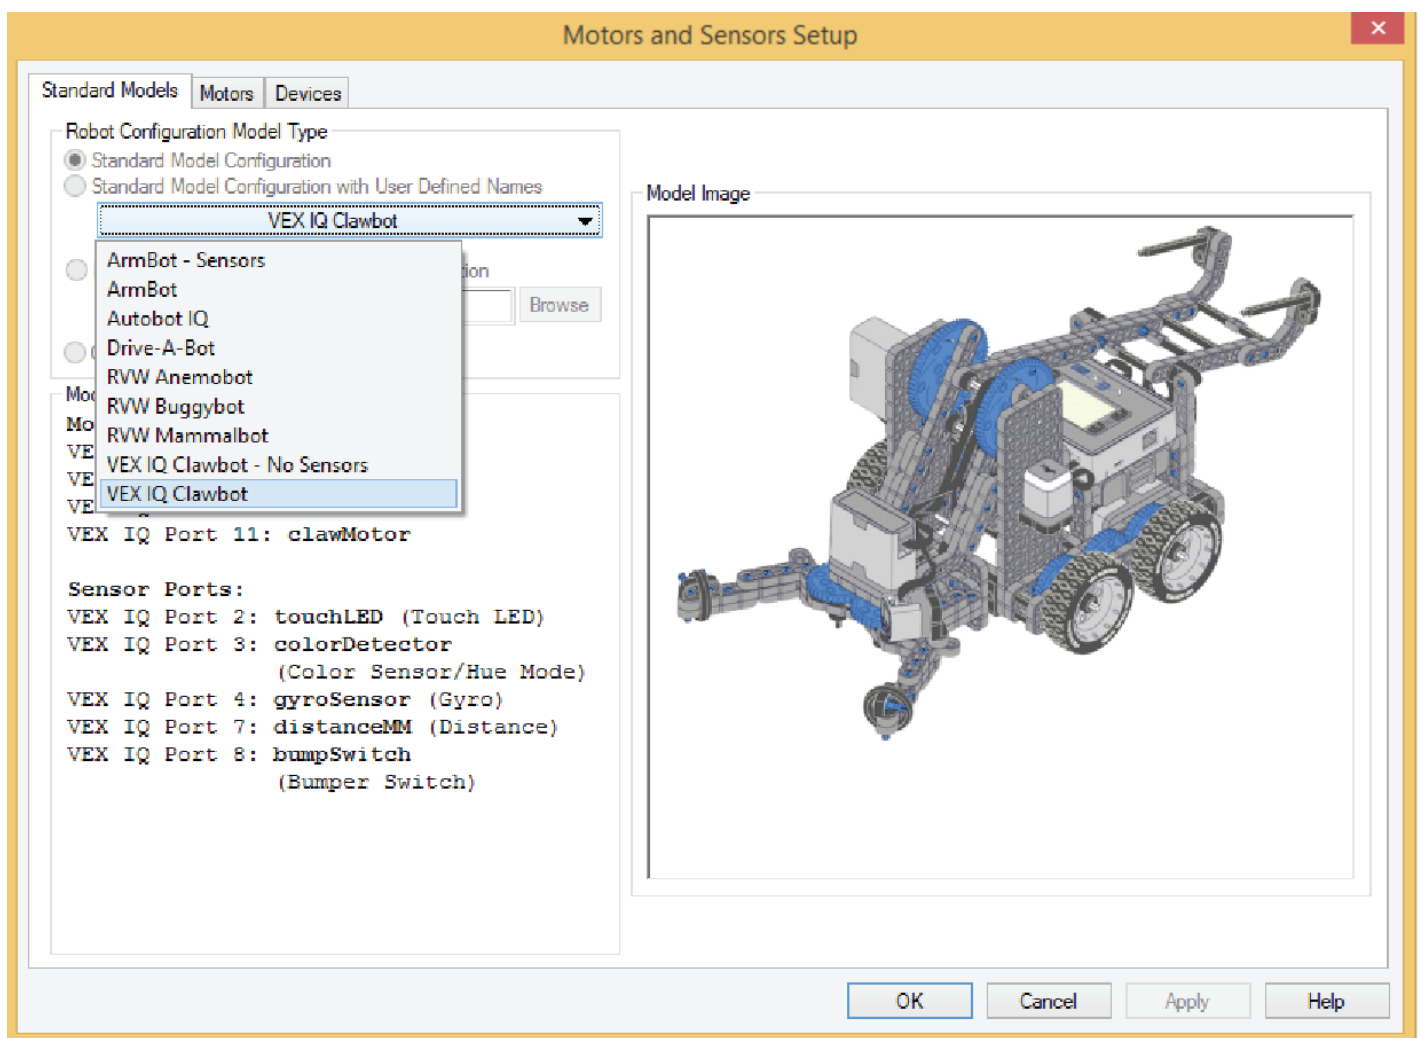 Motors and Sensors Setup
Standard Models Motors Devices
Robot Configuration Model Type
Standard Model Configuration
Standard Model Configuration with User Defined Names
VEX IQ Clawbot
ArmBot - Sensors
ArmBot
Autobot IQ
Drive-A-Bot
RVW Anemobot
RVW Buggybot
RVW Mammalbot
VEX IQ Clawbot - No Sensors
VEX IQ Clawbot
Browse
VEX IQ Port 11: clawMotor
Sensor Ports:
VEX IQ Port 2: touchLED (Touch LED)
VEX IQ Port 3: colorDetector
(Color Sensor/Hue Mode)
VEX IQ Port 4: gyroSensor (Gyro)
VEX IQ Port 7: distanceMM (Distance)
VEX IQ Port 8: bumpSwitch
(Bumper Switch)
Model Image
OK Cancel Apply Help